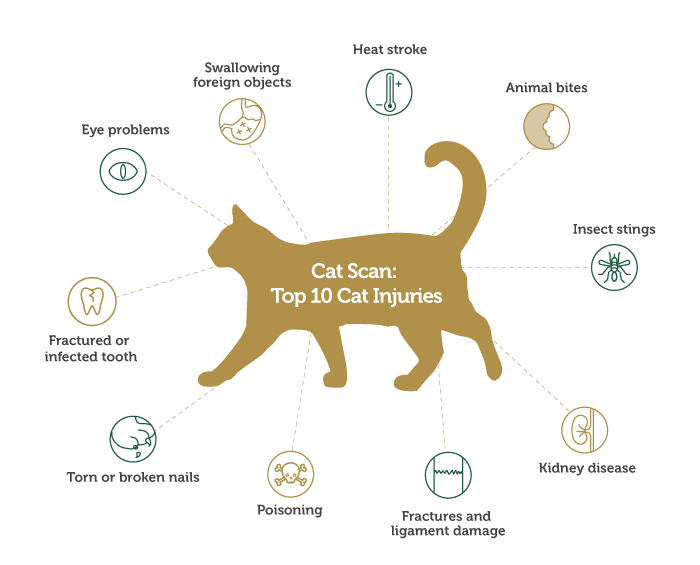 Heat stroke
Swallowing
foreign objects
Animal bites
Eye problems
Insect stings
Cat Scan:
Top 10 Cat Injuries
Fractured or
infected tooth
Torn or broken nails
Kidney disease
Poisoning
Fractures and
ligament damage